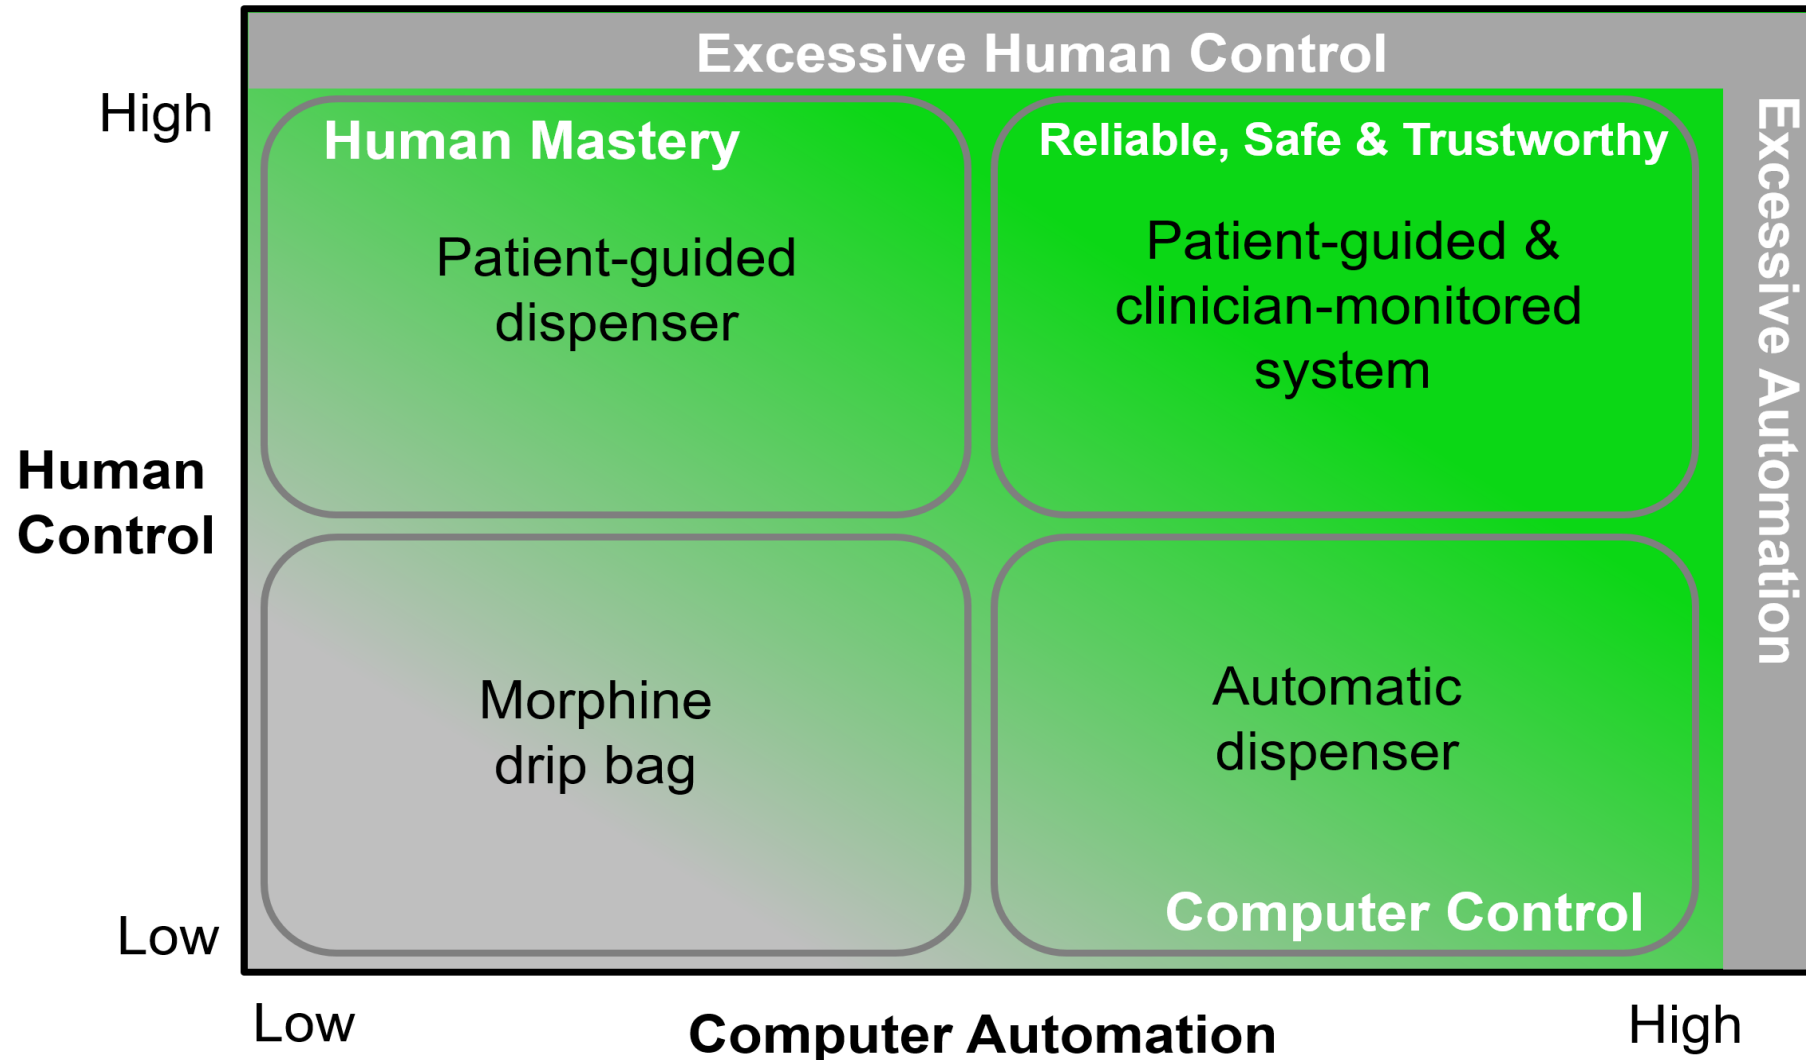 Excessive Human Control
High
Human Mastery
Reliable, Safe & Trustworthy
Excessive Automation
Patient-guided
dispenser
Patient-guided &
clinician-monitored
system
Human
Control
Morphine
drip bag
Automatic
dispenser
Computer Control
Low
Low
Computer Automation
High